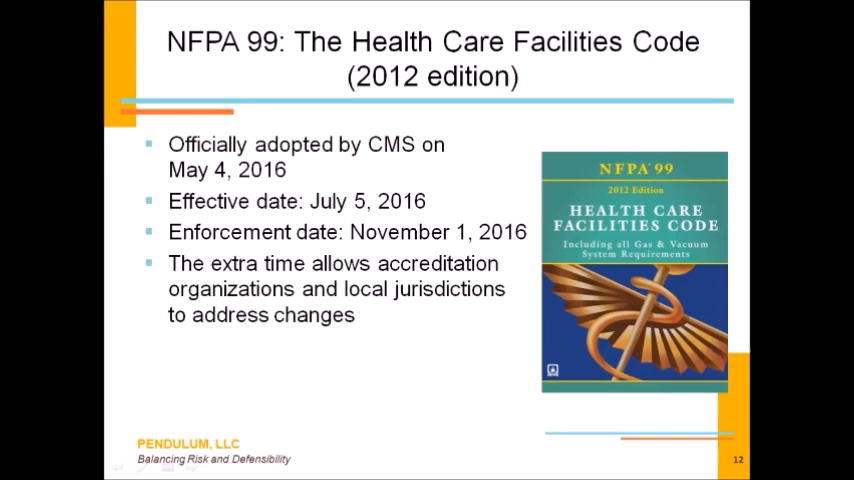 NFPA 99: The Health Care Facilities Code
(2012 edition)
Officially adopted by CMS on
May 4, 2016
Effective date: July 5, 2016
Enforcement date: November 1, 2016
The extra time allows accreditation
organizations and local jurisdictions
to address changes
NFPA® 99
2012 Edition
HEALTH CARE
FACILITIES CODE
Including all Gas & Vacuum
System Requirements
PENDULUM, LLC
Balancing Risk and Defensibility
12